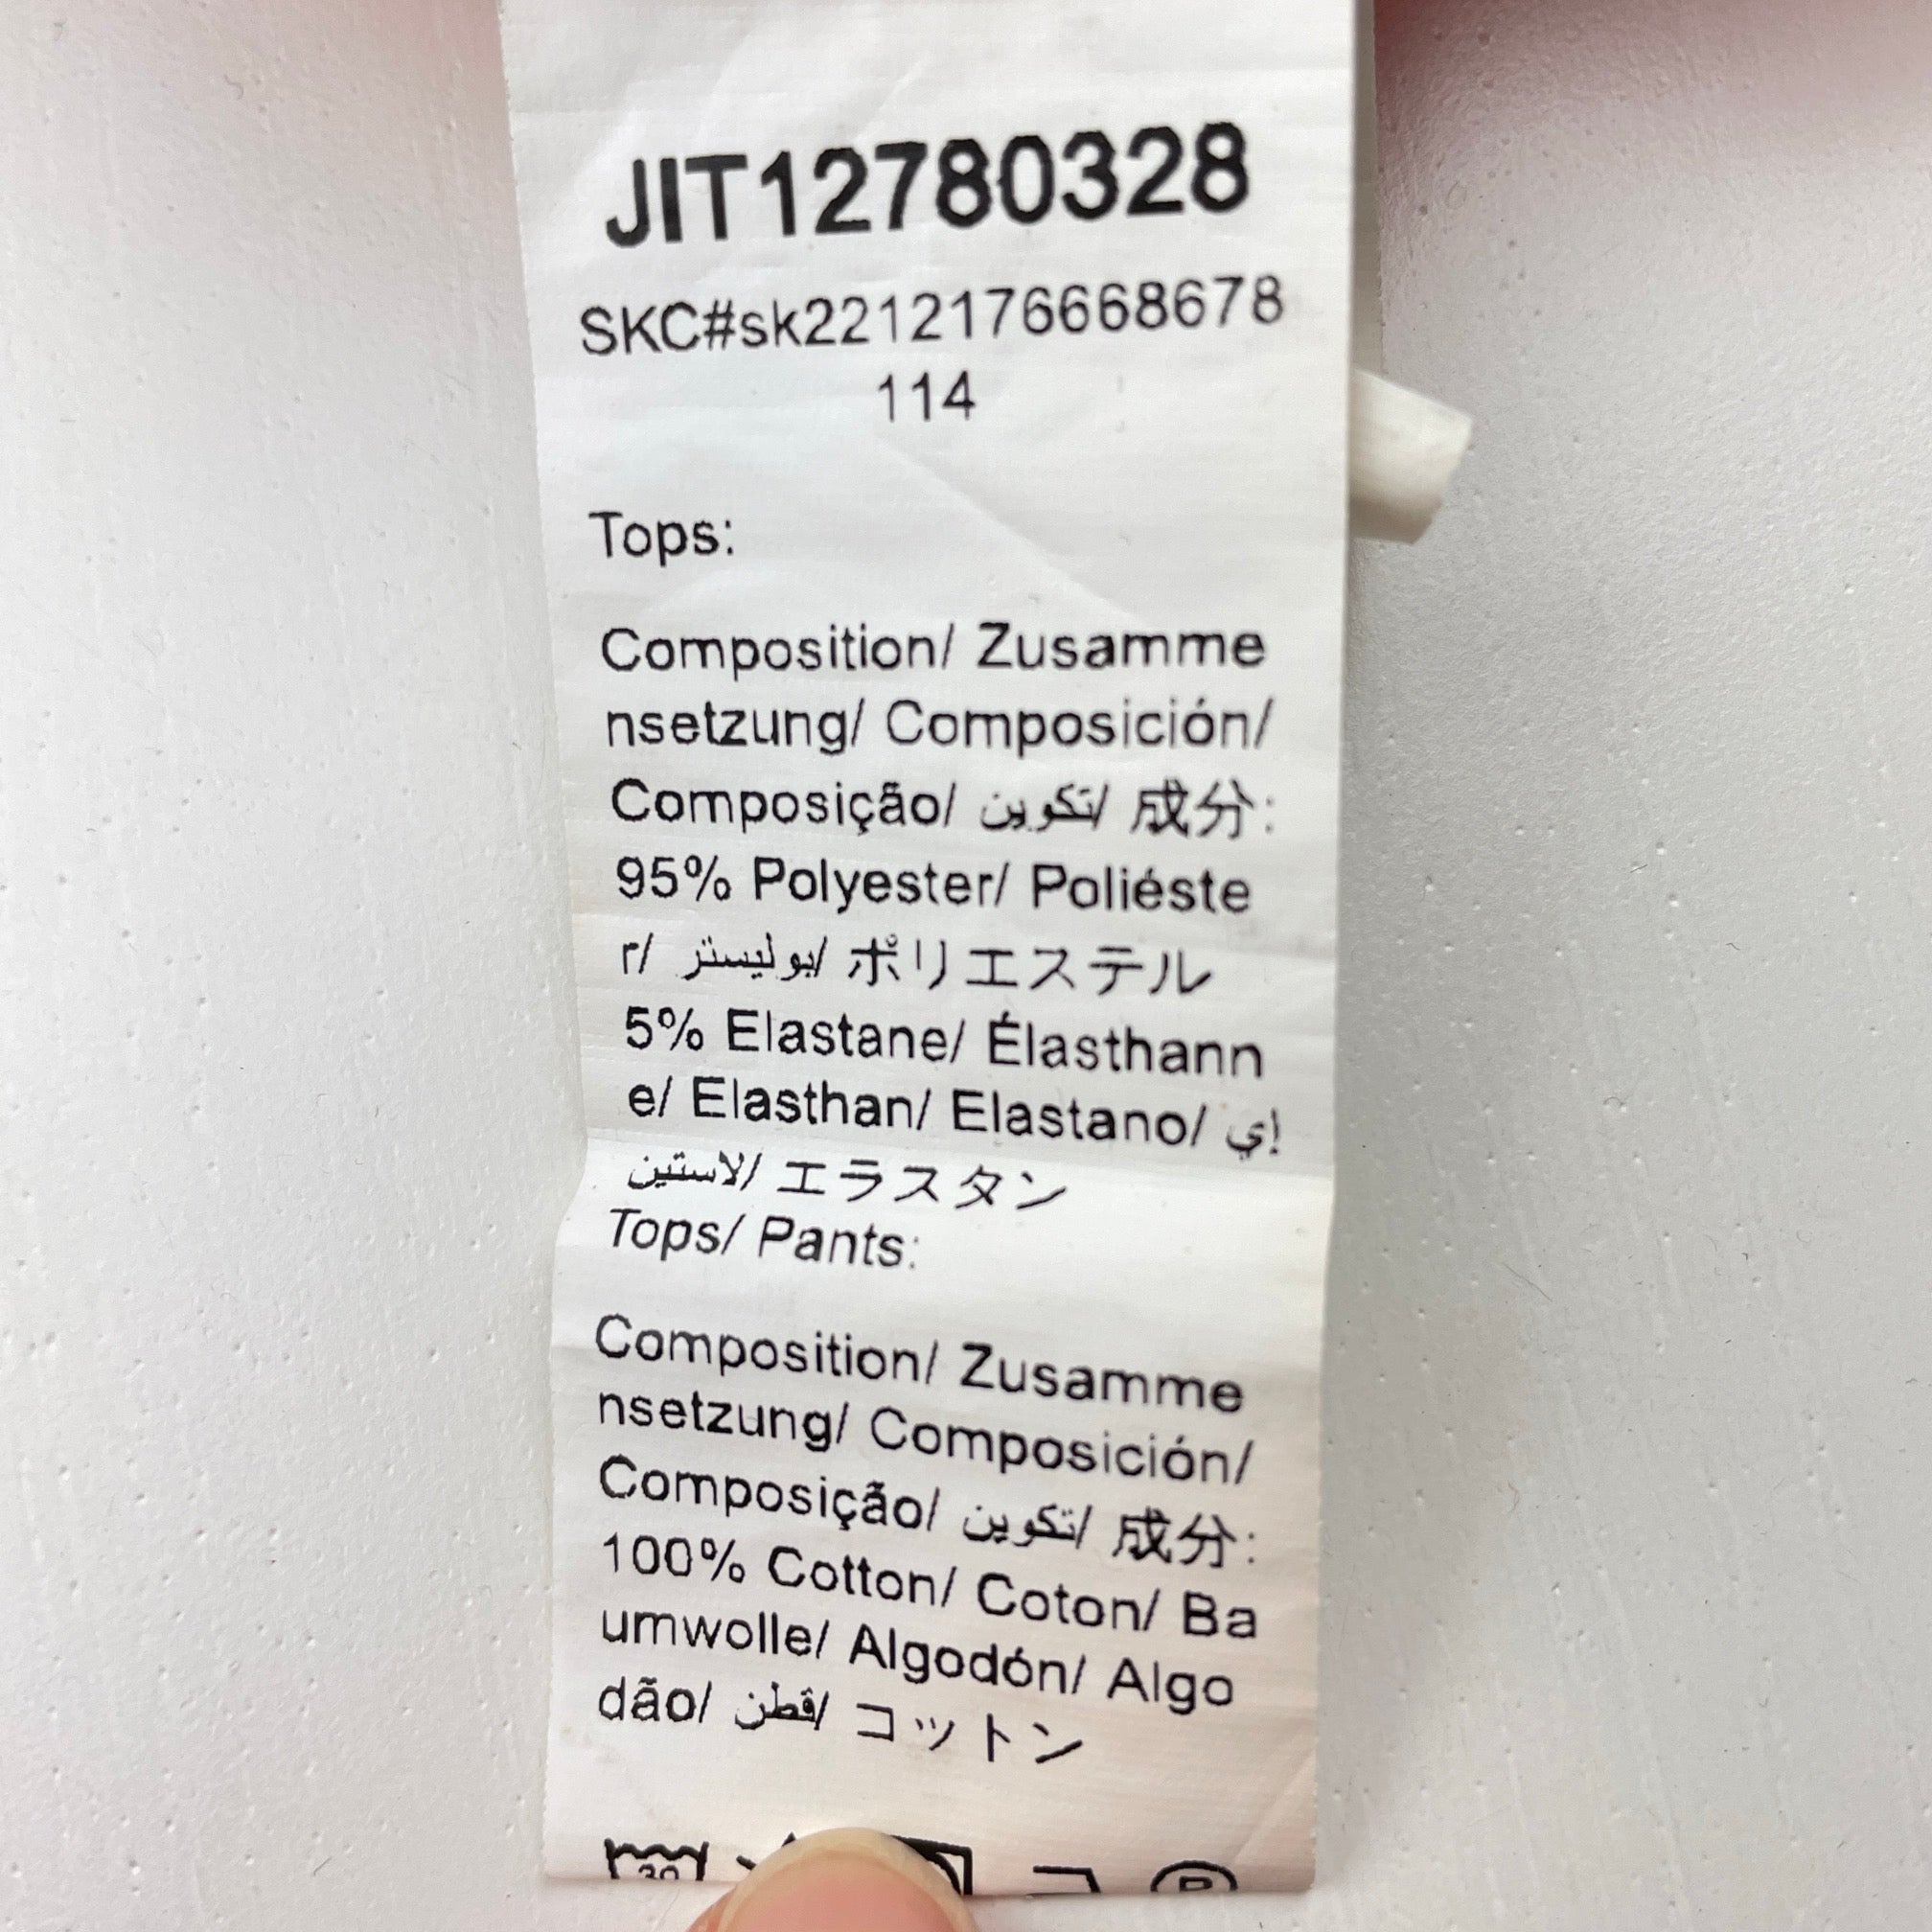 JIT12780328
SKC#sk2212176668678
114
Tops:
Composition/ Zusamme
nsetzung/ Composición/
Composição/ تكوين/ 成分:
95% Polyester/ Poliéste
r/ بوليستر/ ポリエステル
5% Elastane/ Élasthann
e/ Elasthan/ Elastano/ إي
لاستين/ エラスタン
Tops/ Pants:
Composition/ Zusamme
nsetzung/ Composición/
Composição/ تكوين/ 成分:
100% Cotton/ Coton/ Ba
umwolle/ Algodón/ Algo
dão/ قطن/ コットン
30 P